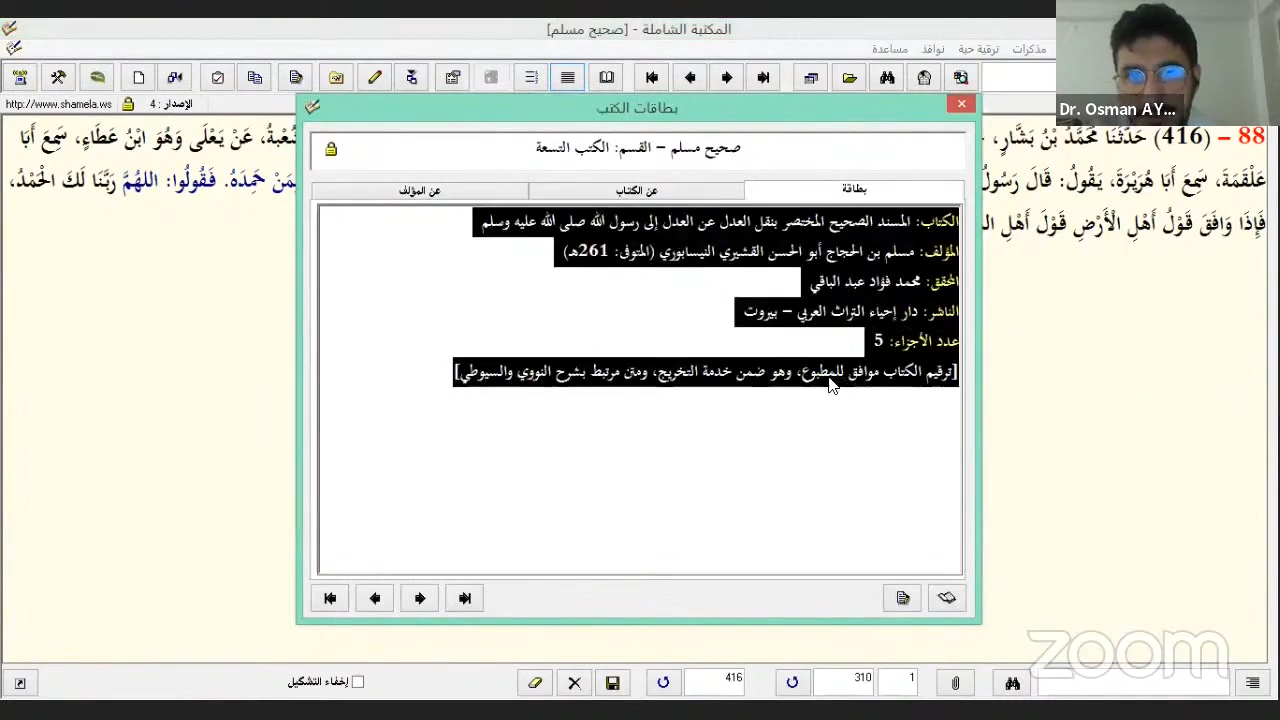 المكتبة الشاملة - [صحيح مسلم]
مذكرات ترقية حية نوافذ مساعدة
Dr. Osman AY...
http://www.shamela.ws
الإصدار: 4
بطاقات الكتب
صحيح مسلم – القسم: الكتب التسعة
بطاقة
عن الكتاب
عن المؤلف
الكتاب: المسند الصحيح المختصر بنقل العدل عن العدل إلى رسول الله صلى الله عليه وسلم
المؤلف: مسلم بن الحجاج أبو الحسن القشيري النيسابوري (المتوفى: 261هـ)
المحقق: محمد فؤاد عبد الباقي
الناشر: دار إحياء التراث العربي – بيروت
عدد الأجزاء: 5
[ترقيم الكتاب موافق للمطبوع، وهو ضمن خدمة التخريج، ومتن مرتبط بشرح النووي والسيوطي]
88 – (416) حَدَّثَنَا مُحَمَّدُ بْنُ بَشَّارٍ، شُعْبَةُ، عَنْ يَعْلَى وَهُوَ ابْنُ عَطَاءٍ، سَمِعَ أَبَا
عَلْقَمَةَ، سَمِعَ أَبَا هُرَيْرَةَ، يَقُولُ: قَالَ رَسُولُ حَمِدَهُ. فَقُولُوا: اللهُمَّ رَبَّنَا لَكَ الْحَمْدُ،
فَإِذَا وَافَقَ قَوْلُ أَهْلِ الْأَرْضِ قَوْلَ أَهْلِ
zoom
إخفاء التشكيل
416
310
1